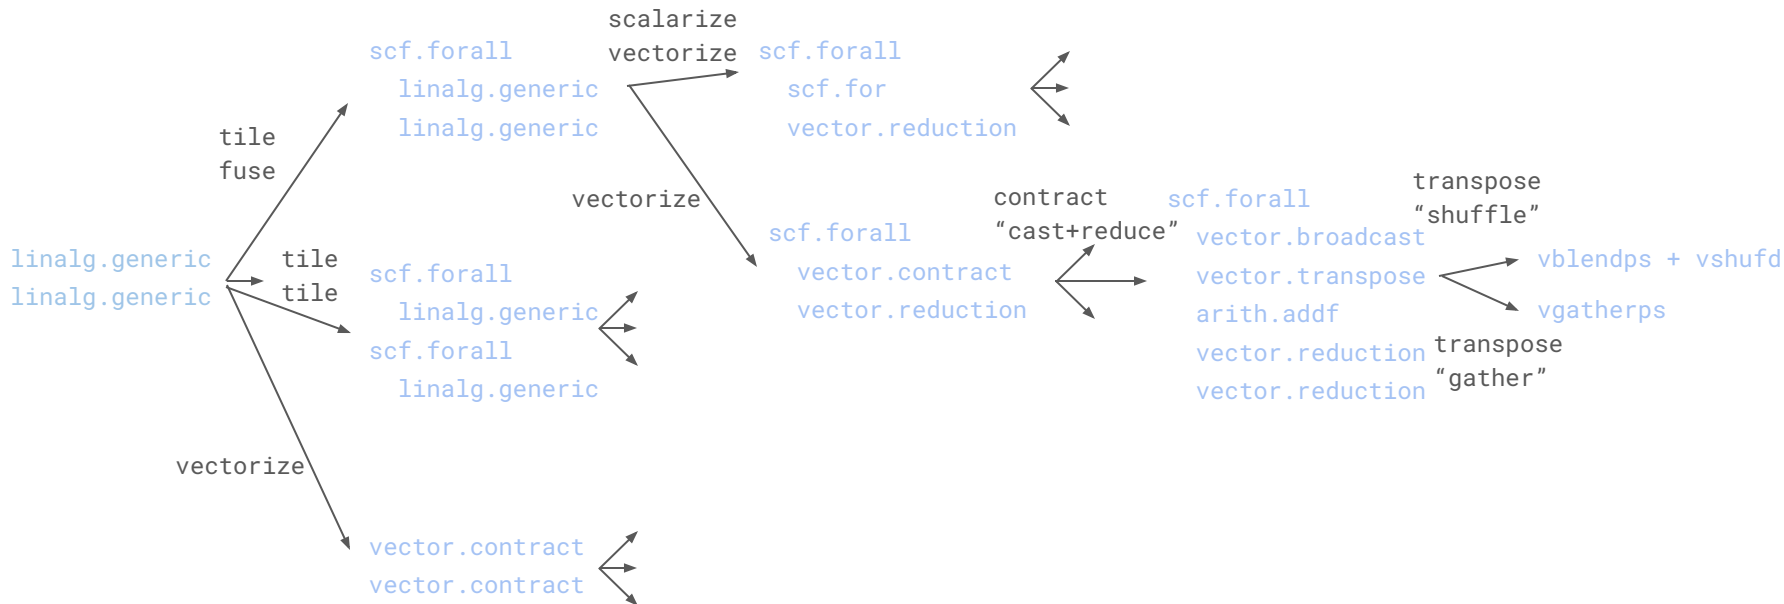 linalg.generic
linalg.generic
tile
fuse
tile
tile
vectorize
scf.forall
linalg.generic
linalg.generic
scf.forall
linalg.generic
scf.forall
linalg.generic
vector.contract
vector.contract
scalarize
vectorize
vectorize
scf.forall
scf.for
vector.reduction
scf.forall
vector.contract
vector.reduction
contract
“cast+reduce”
scf.forall
vector.broadcast
vector.transpose
arith.addf
vector.reduction
vector.reduction
transpose
“shuffle”
vblendps + vshufd
vgatherps
transpose
“gather”